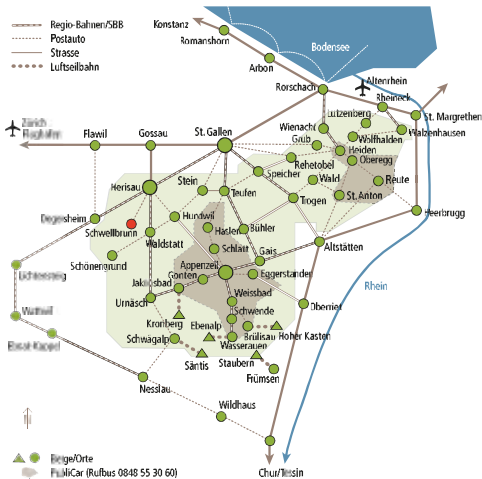 Regio-Bahnen/SBB
Postauto
Strasse
Luftseilbahn
Konstanz
Romanshorn
Bodensee
Arbon
Rorschach
Altenrhein
Rheineck
Lutzenberg
St. Margrethen
Wienacht
Walzenhausen
Wolfhalden
Grub
Heiden
Oberegg
Flawil
Gossau
St. Gallen
Rehetobel
Speicher
Wald
Reute
Herisau
Stein
Teufen
St. Anton
Trogen
Heerbrugg
Degersheim
Schwellbrunn
Hundwil
Haslen
Bühler
Waldstatt
Altstätten
Schlatt
Gais
Schönengrund
Appenzell
Lichtensteig
Jakobsbad
Gonten
Eggerstanden
Rhein
Urnäsch
Weissbad
Oberriet
Wattwil
Kronberg
Schwende
Ebenalp
Brülisau
Hoher Kasten
Schwägalp
Wasserauen
Säntis
Staubern
Frümsen
Nesslau
Wildhaus
Berge/Orte
PubliCar (Rufbus 0848 55 30 60)
Chur/Tessin